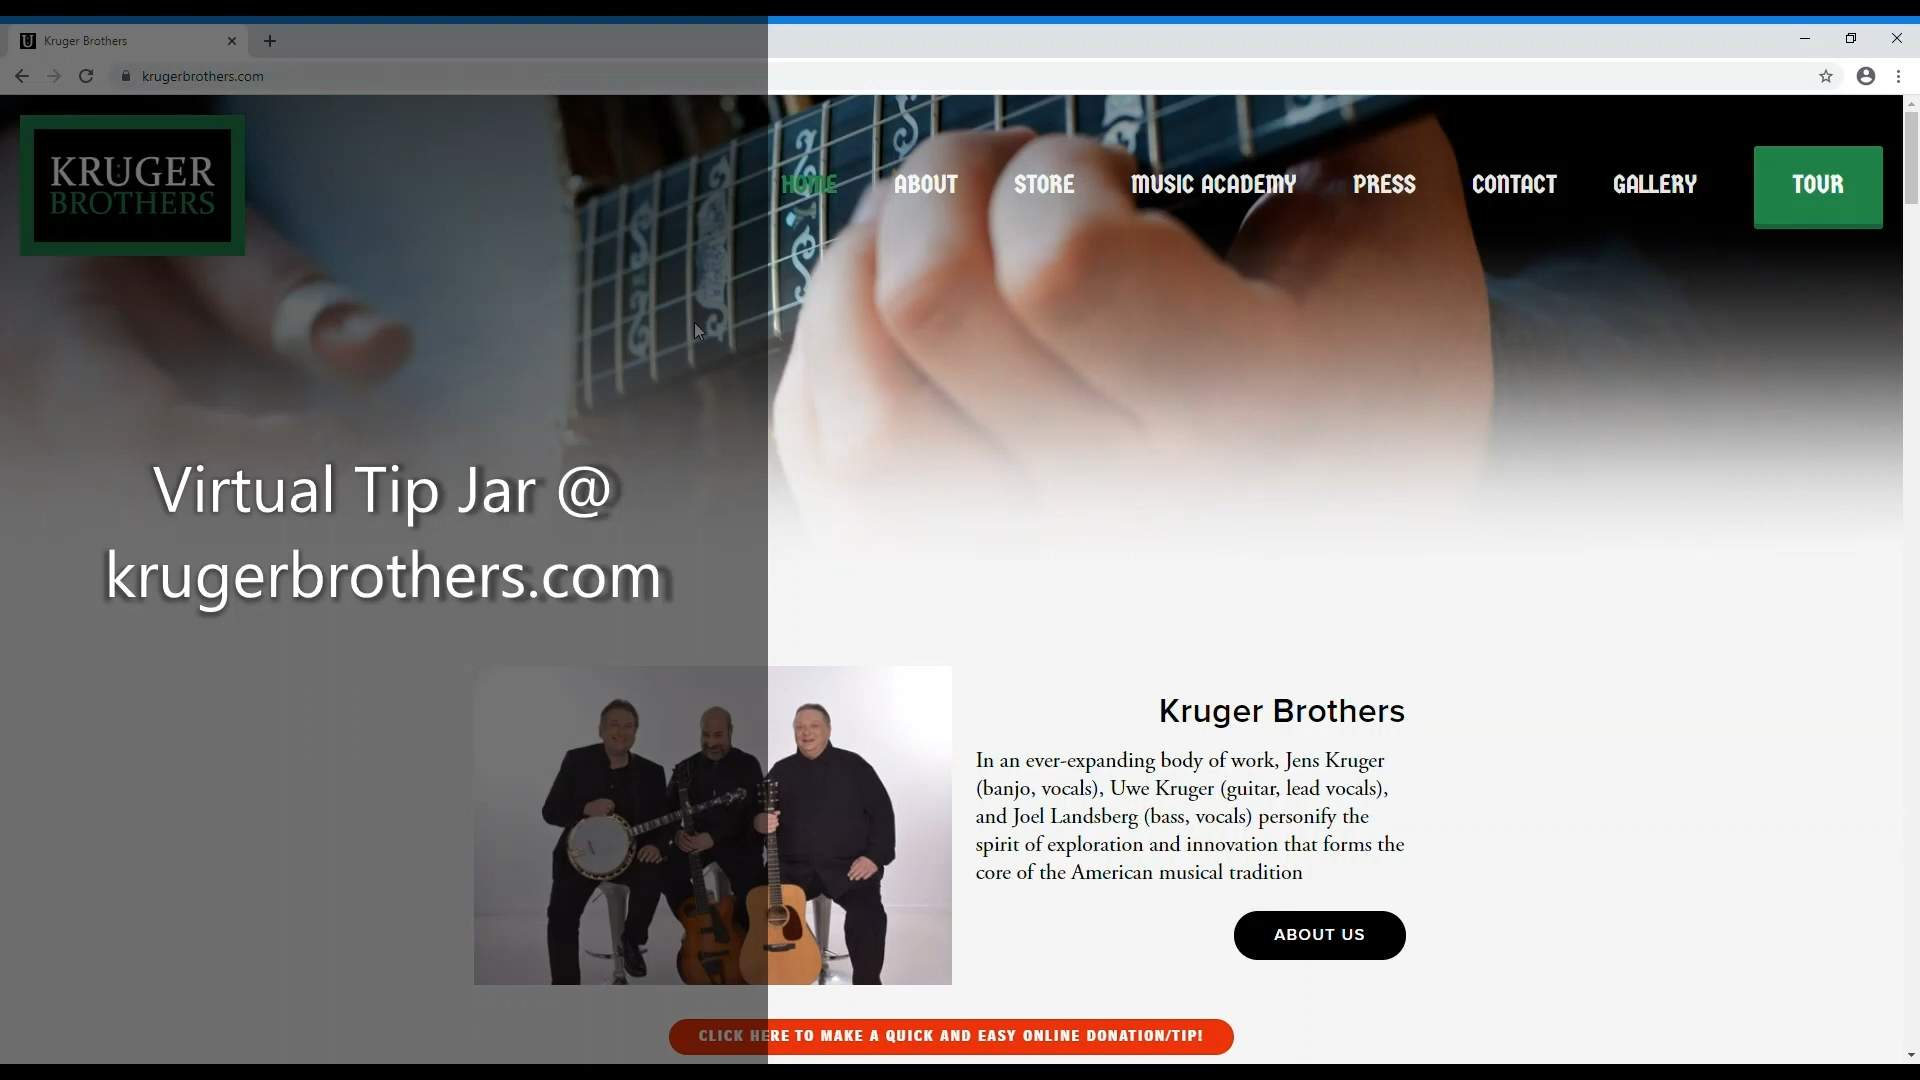 Kruger Brothers
krugerbrothers.com
KRUGER
BROTHERS
HOME ABOUT STORE MUSIC ACADEMY PRESS CONTACT GALLERY TOUR
Virtual Tip Jar @
krugerbrothers.com
Kruger Brothers
In an ever-expanding body of work, Jens Kruger
(banjo, vocals), Uwe Kruger (guitar, lead vocals),
and Joel Landsberg (bass, vocals) personify the
spirit of exploration and innovation that forms the
core of the American musical tradition
ABOUT US
CLICK HERE TO MAKE A QUICK AND EASY ONLINE DONATION/TIP!